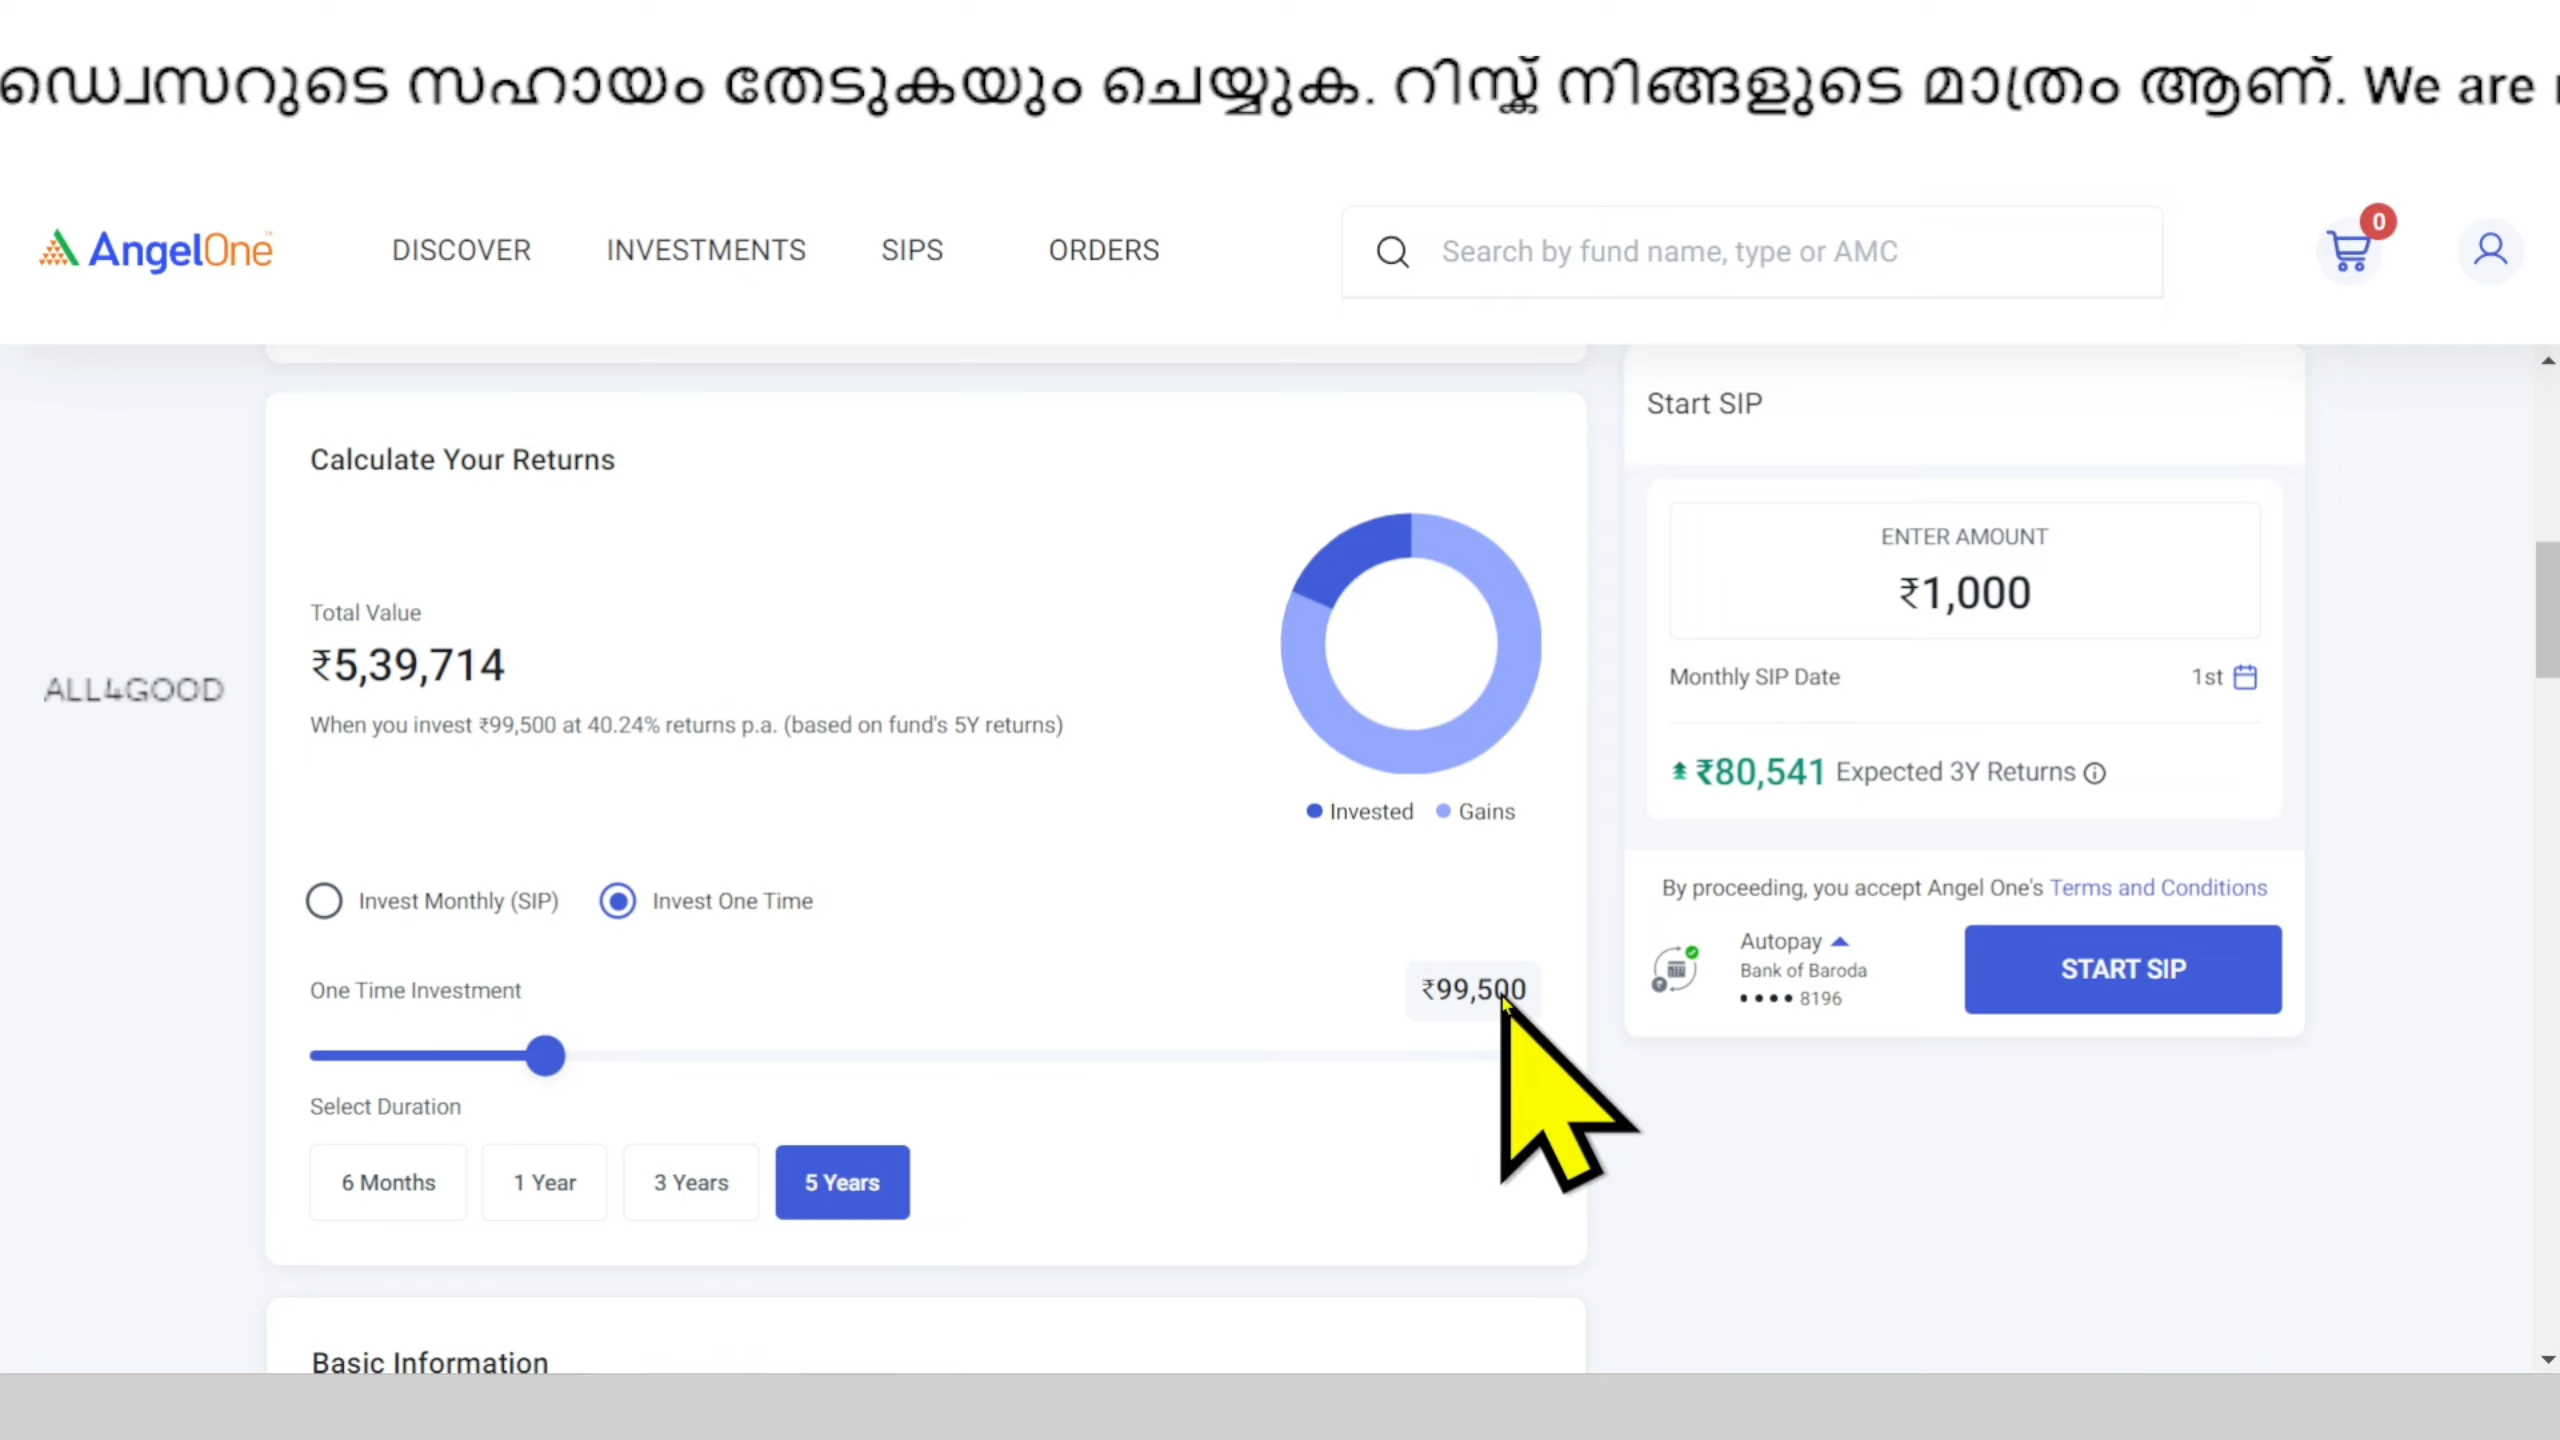 സഹായം തേടുകയും ചെയ്യുക. റിസ്ക് നിങ്ങളുടെ മാത്രം ആണ്. We are
AngelOne
DISCOVER
INVESTMENTS
SIPS
ORDERS
Search by fund name, type or AMC
0
Calculate Your Returns
Total Value
₹5,39,714
When you invest ₹99,500 at 40.24% returns p.a. (based on fund's 5Y returns)
Invested
Gains
Invest Monthly (SIP)
Invest One Time
One Time Investment
₹99,500
Select Duration
6 Months
1 Year
3 Years
5 Years
Basic Information
ALL4GOOD
Start SIP
ENTER AMOUNT
₹1,000
Monthly SIP Date
1st
₹80,541 Expected 3Y Returns
By proceeding, you accept Angel One's Terms and Conditions
Autopay
Bank of Baroda
•••• 8196
START SIP